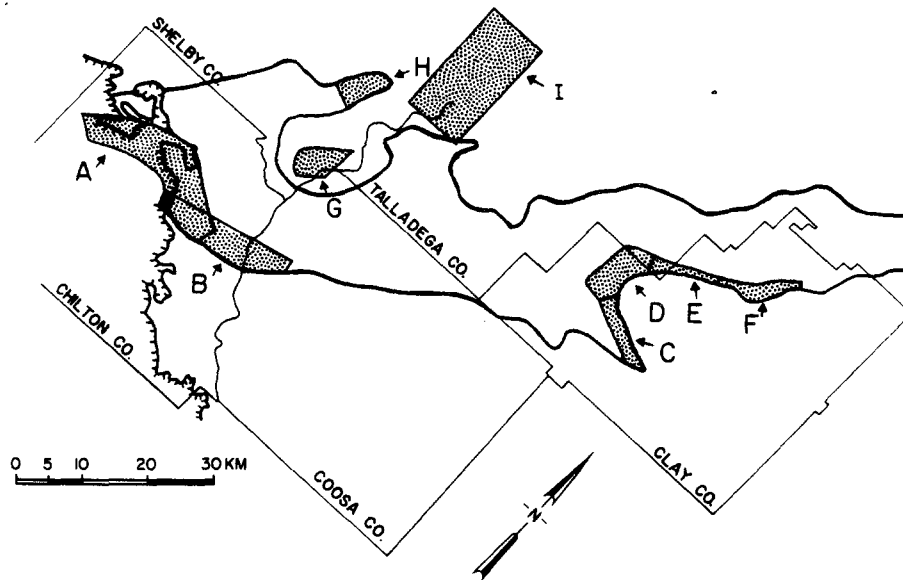 SHELBY CO.
H
I
A
G
TALLADEGA CO.
B
D
E
F
C
CHILTON CO.
0 5 10 20 30 KM
COOSA CO.
CLAY CO.
N